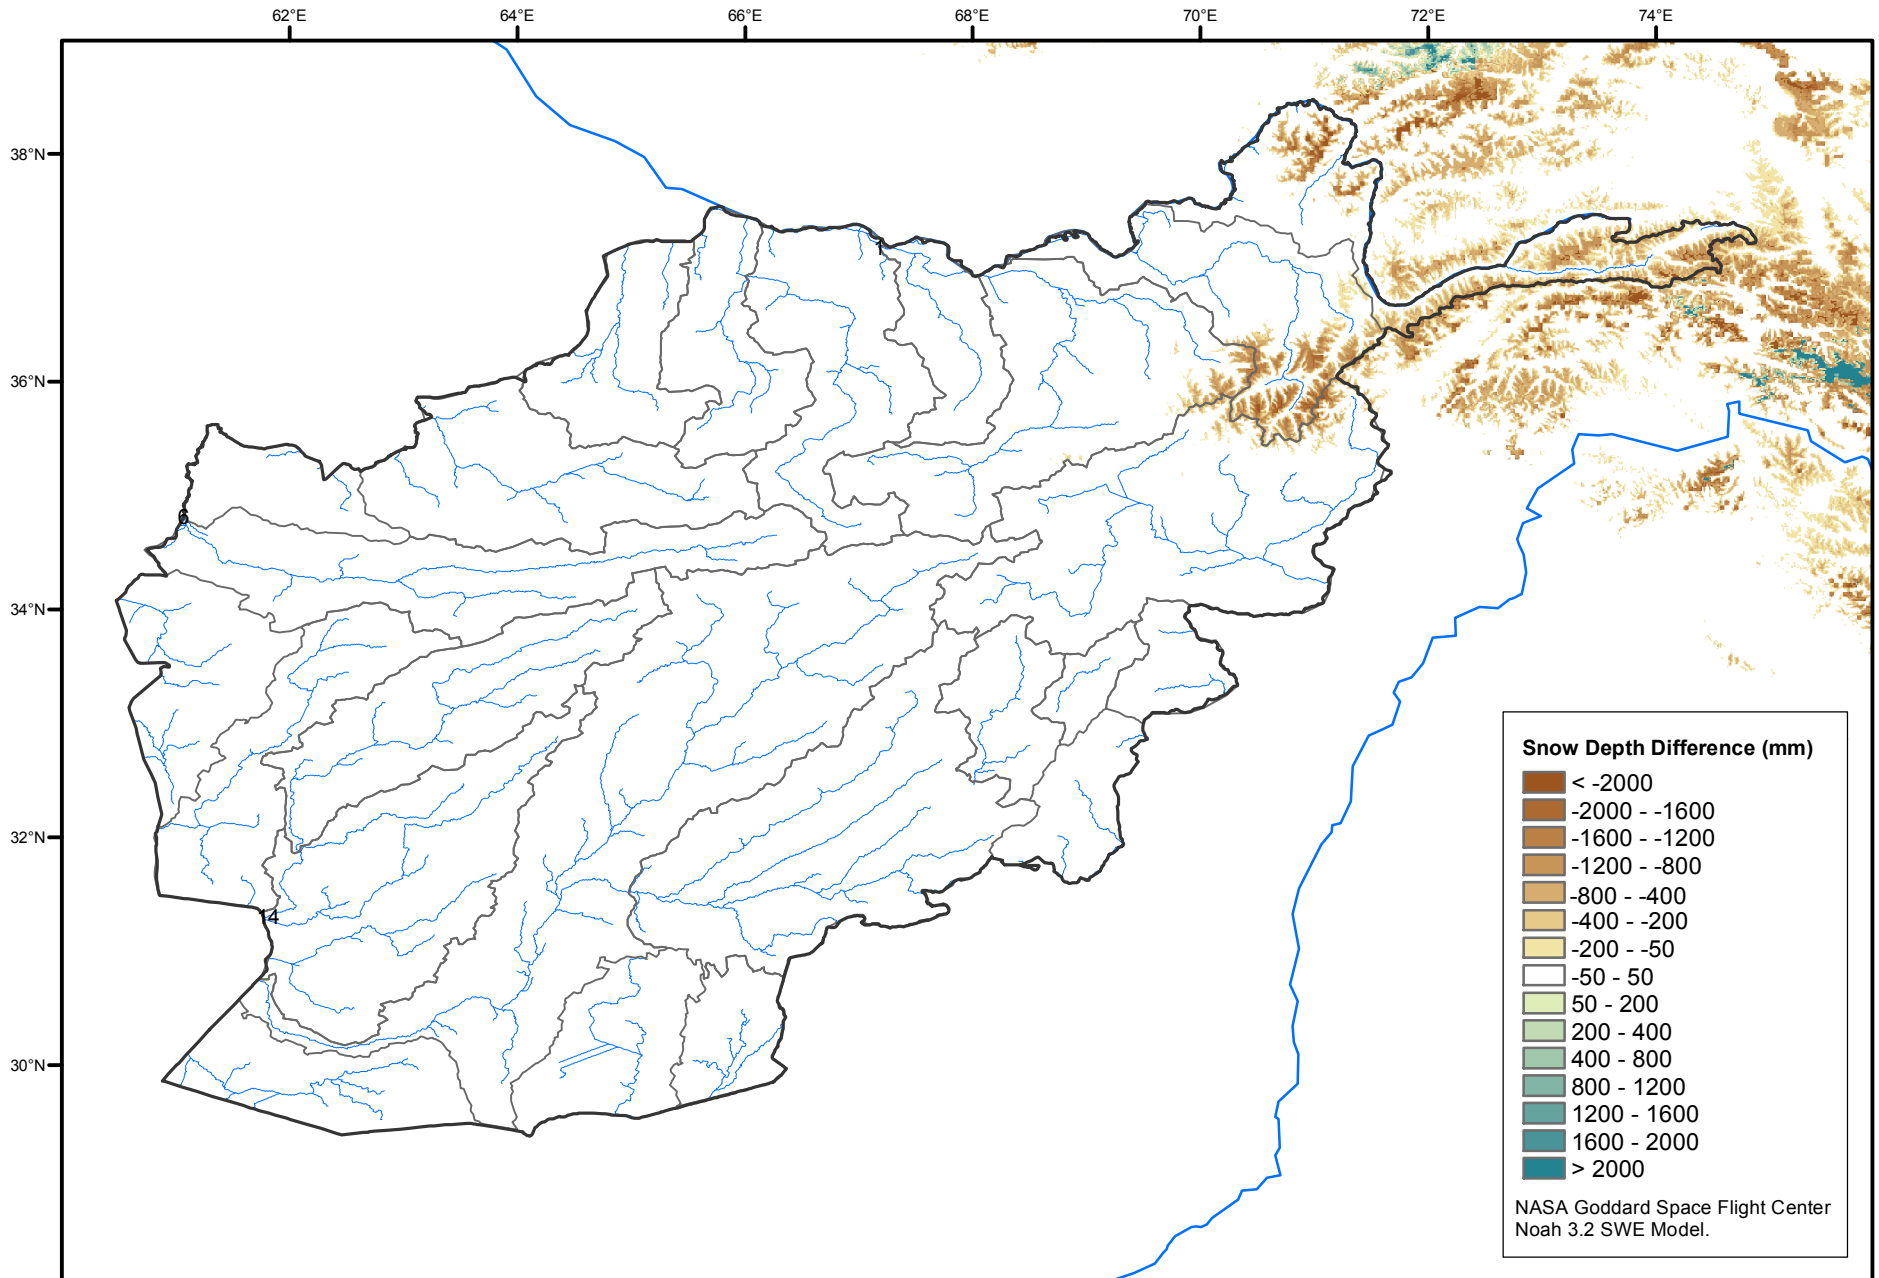 62°E 64°E 66°E 68°E 70°E 72°E 74°E
38°N
1
36°N
6
34°N
32°N
14
30°N
Snow Depth Difference (mm)
< -2000
-2000 - -1600
-1600 - -1200
-1200 - -800
-800 - -400
-400 - -200
-200 - -50
-50 - 50
50 - 200
200 - 400
400 - 800
800 - 1200
1200 - 1600
1600 - 2000
> 2000
NASA Goddard Space Flight Center
Noah 3.2 SWE Model.